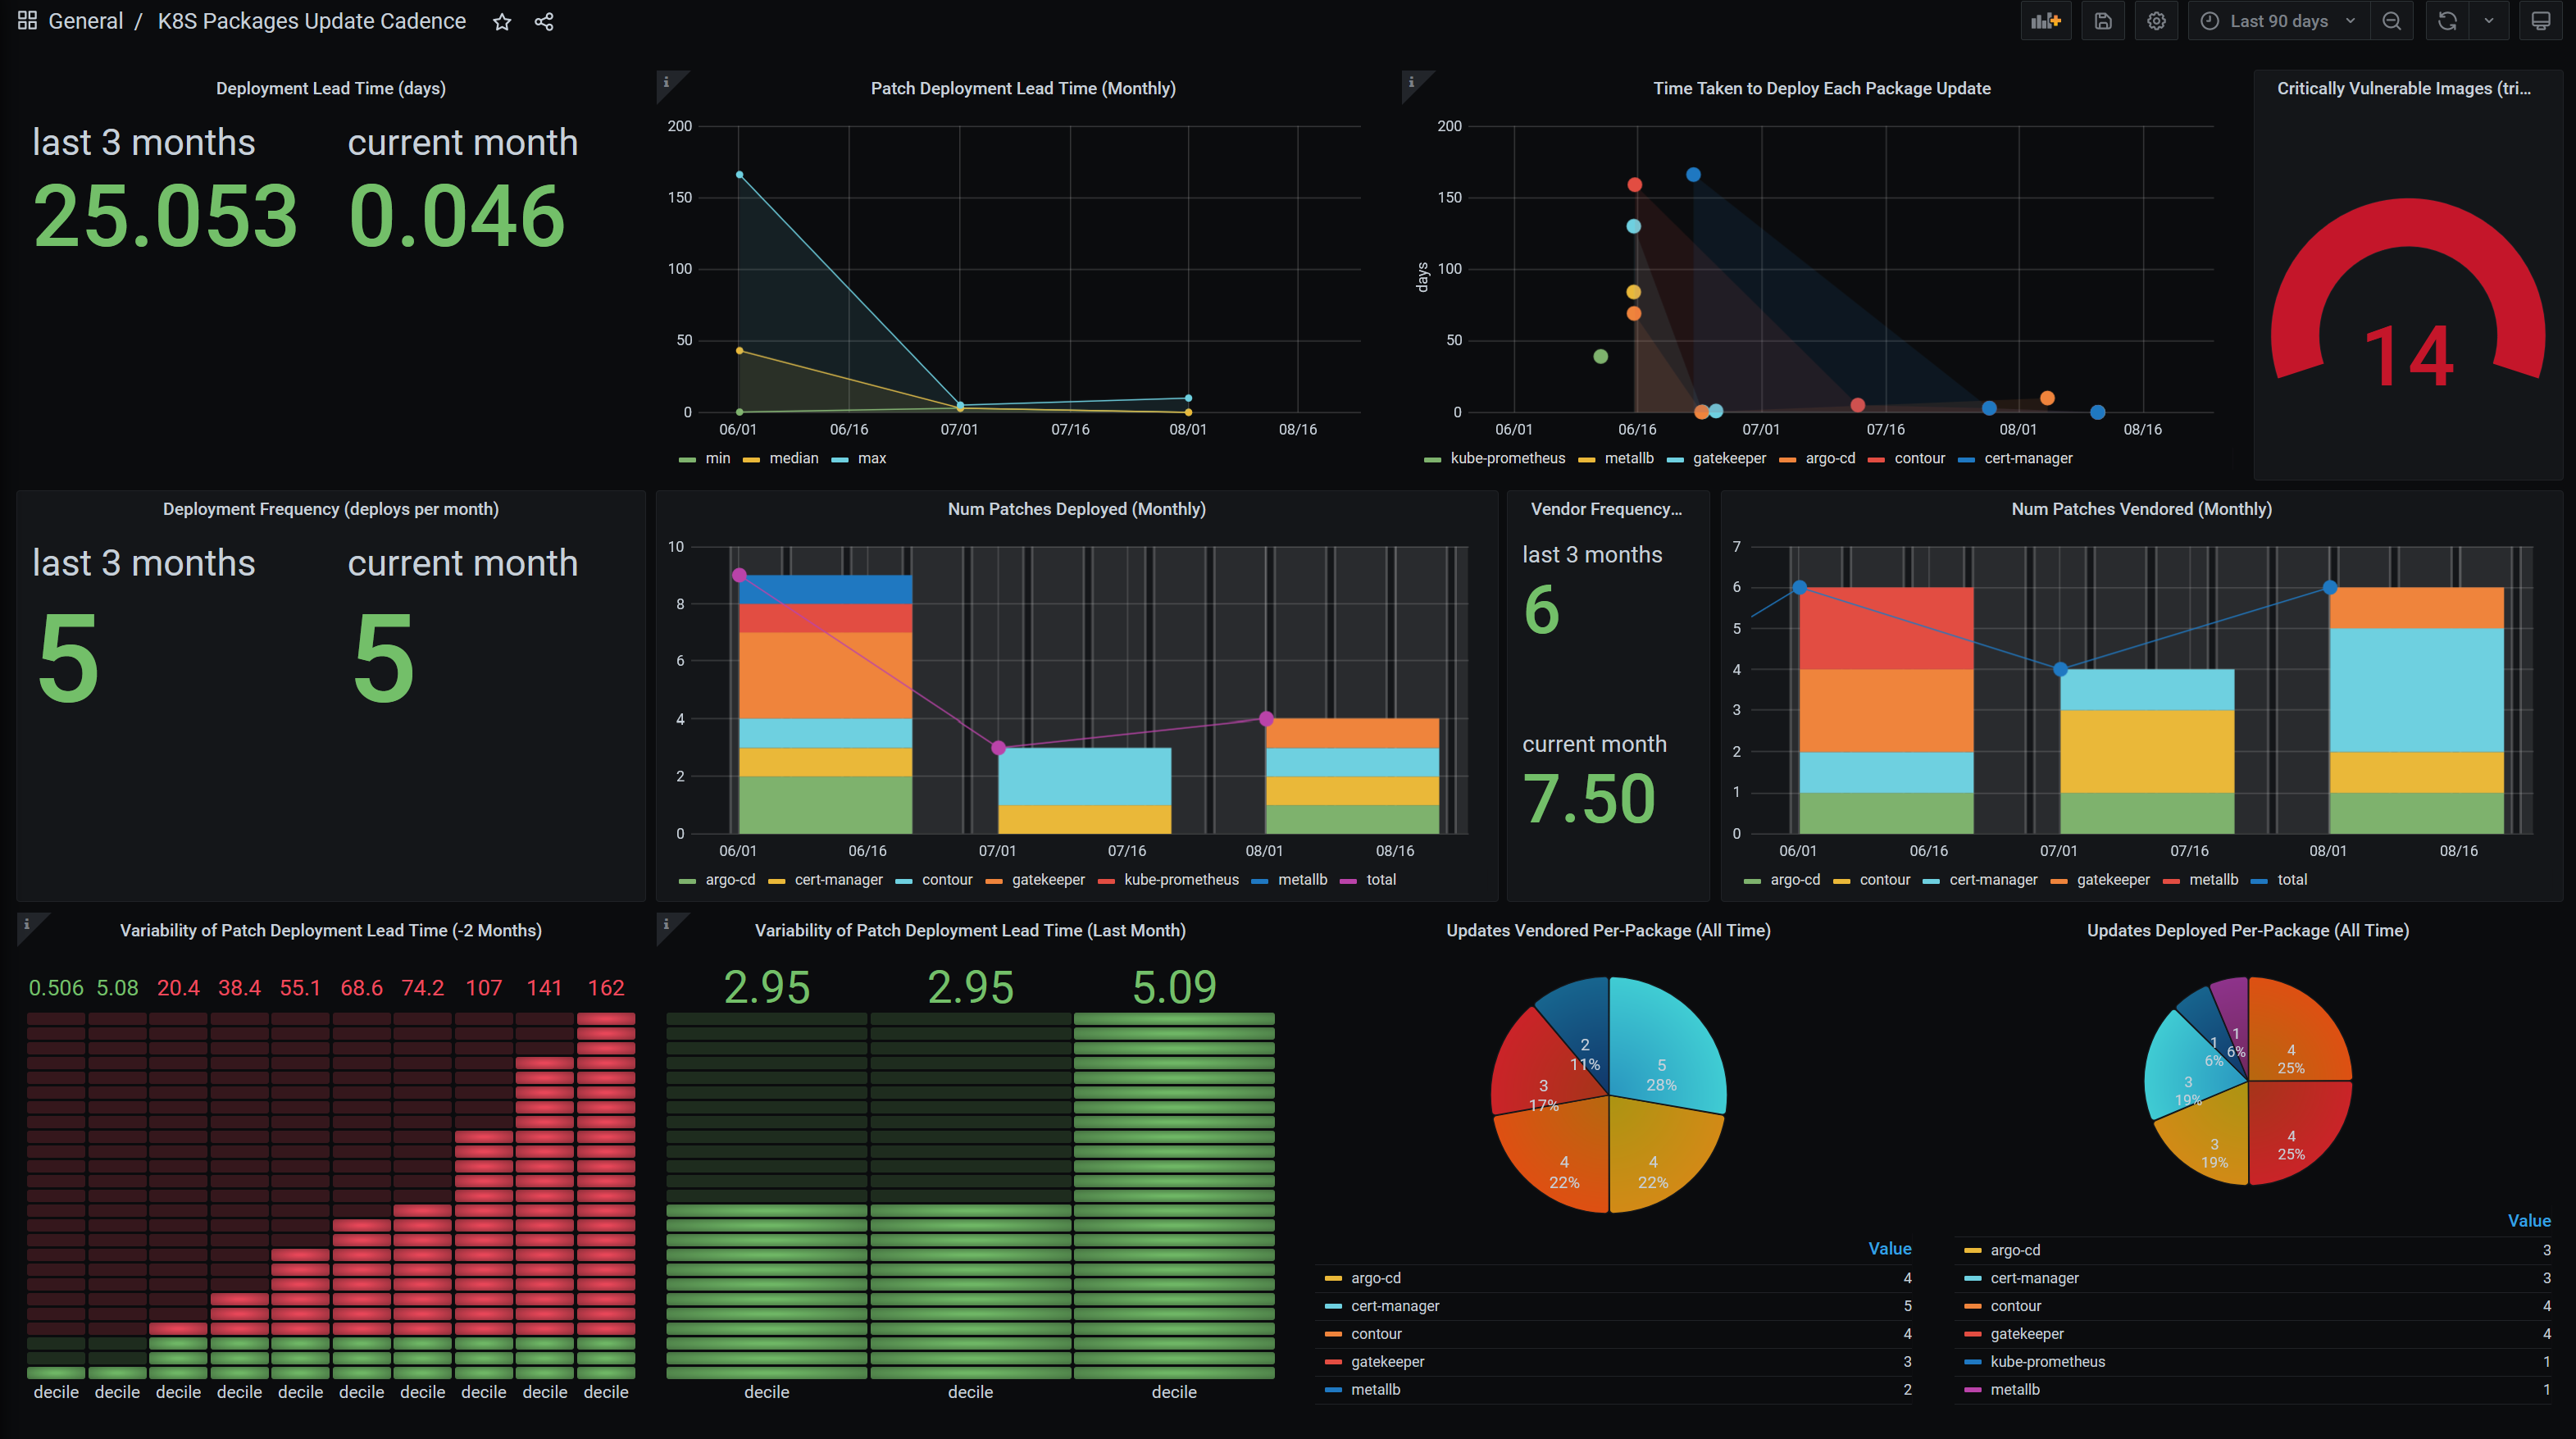 General / K8S Packages Update Cadence
Last 90 days
Deployment Lead Time (days)
last 3 months
current month
25.053
0.046
Patch Deployment Lead Time (Monthly)
200
150
100
50
0
06/01 06/16 07/01 07/16 08/01 08/16
min median max
Time Taken to Deploy Each Package Update
days
200
150
100
50
0
06/01 06/16 07/01 07/16 08/01 08/16
kube-prometheus metallb gatekeeper argo-cd contour cert-manager
Critically Vulnerable Images (tri...
14
Deployment Frequency (deploys per month)
last 3 months
current month
5
5
Num Patches Deployed (Monthly)
10
8
6
4
2
0
06/01 06/16 07/01 07/16 08/01 08/16
argo-cd cert-manager contour gatekeeper kube-prometheus metallb total
Vendor Frequency...
last 3 months
6
current month
7.50
Num Patches Vendored (Monthly)
7
6
5
4
3
2
1
0
06/01 06/16 07/01 07/16 08/01 08/16
argo-cd contour cert-manager gatekeeper metallb total
Variability of Patch Deployment Lead Time (-2 Months)
0.506 5.08 20.4 38.4 55.1 68.6 74.2 107 141 162
decile decile decile decile decile decile decile decile decile decile
Variability of Patch Deployment Lead Time (Last Month)
2.95 2.95 5.09
decile decile decile
Updates Vendored Per-Package (All Time)
2
11%
5
28%
3
17%
4
22%
4
22%
Value
argo-cd 4
cert-manager 5
contour 4
gatekeeper 3
metallb 2
Updates Deployed Per-Package (All Time)
1
6%
1
6%
4
25%
3
19%
4
25%
3
19%
Value
argo-cd 3
cert-manager 3
contour 4
gatekeeper 4
kube-prometheus 1
metallb 1